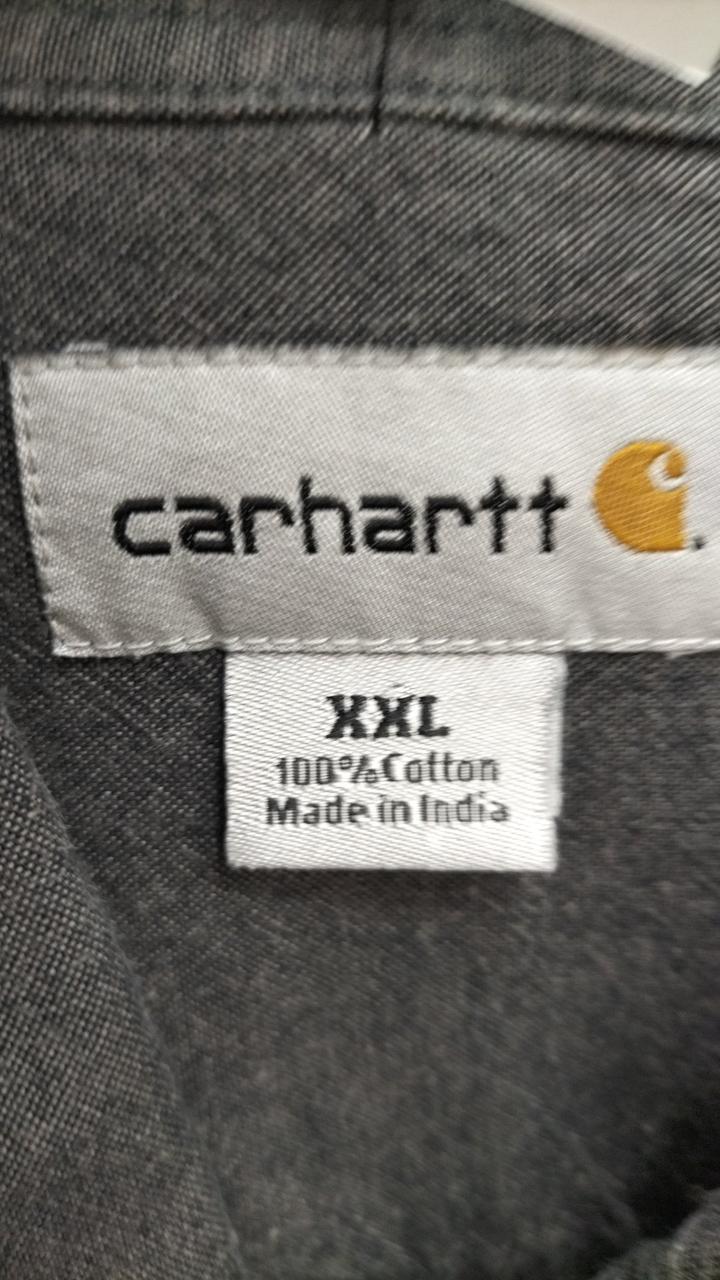 carhartt
XXL
100% Cotton
Made in India